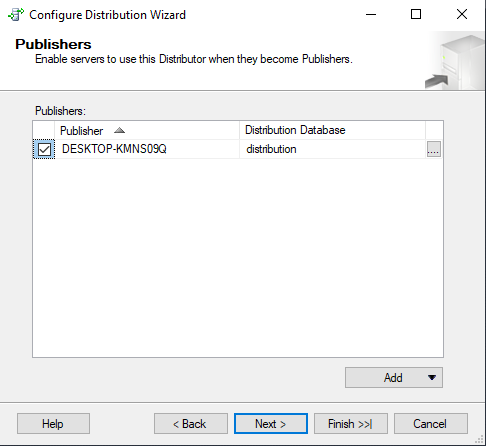 Configure Distribution Wizard
Publishers
Enable servers to use this Distributor when they become Publishers.
Publishers:
Publisher Distribution Database
DESKTOP-KMNS09Q distribution ....
Add
Help < Back Next > Finish >>| Cancel